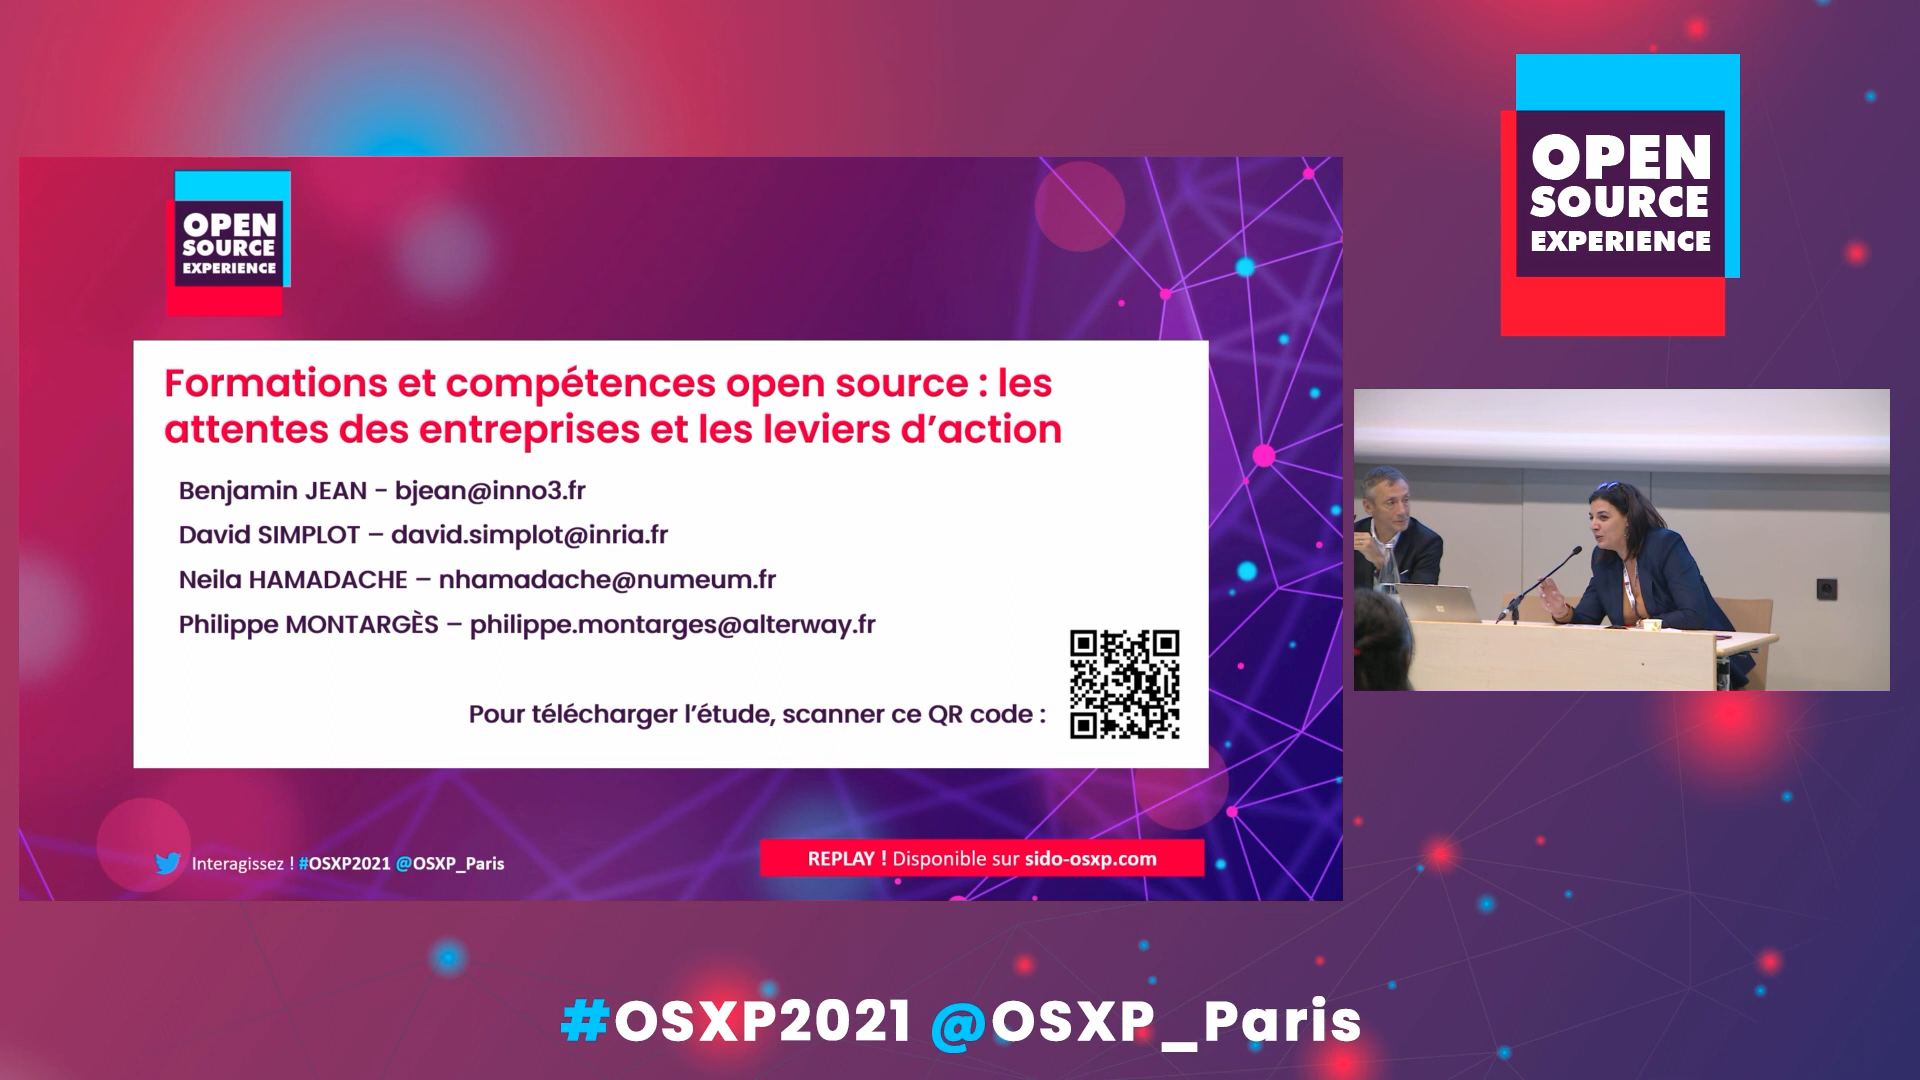 OPEN
SOURCE
EXPERIENCE
Formations et compétences open source : les
attentes des entreprises et les leviers d’action
Benjamin JEAN - bjean@inno3.fr
David SIMPLOT – david.simplot@inria.fr
Neila HAMADACHE – nhamadache@numeum.fr
Philippe MONTARGÈS – philippe.montarges@alterway.fr
Pour télécharger l’étude, scanner ce QR code :
Interagissez ! #OSXP2021 @OSXP_Paris
REPLAY ! Disponible sur sido-osxp.com
OPEN
SOURCE
EXPERIENCE
#OSXP2021 @OSXP_Paris